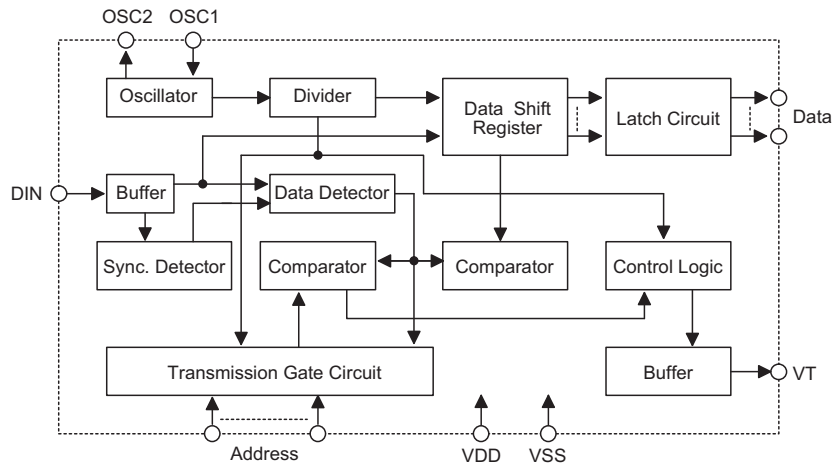 OSC2 OSC1
Oscillator
Divider
Data Shift
Register
Latch Circuit
Data
DIN
Buffer
Data Detector
Sync. Detector
Comparator
Comparator
Control Logic
Transmission Gate Circuit
Buffer
VT
Address
VDD
VSS